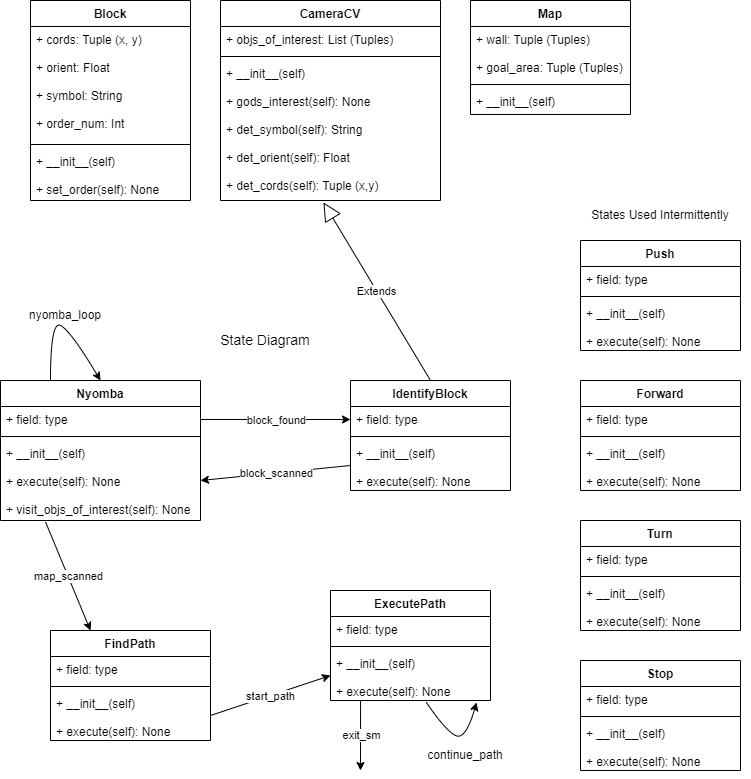 Block
+ cords: Tuple (x, y)
+ orient: Float
+ symbol: String
+ order_num: Int
+ __init__(self)
+ set_order(self): None
CameraCV
+ objs_of_interest: List (Tuples)
+ __init__(self)
+ gods_interest(self): None
+ det_symbol(self): String
+ det_orient(self): Float
+ det_cords(self): Tuple (x,y)
Map
+ wall: Tuple (Tuples)
+ goal_area: Tuple (Tuples)
+ __init__(self)
States Used Intermittently
Push
+ field: type
+ __init__(self)
+ execute(self): None
Extends
nyomba_loop
State Diagram
Nyomba
+ field: type
+ __init__(self)
+ execute(self): None
+ visit_objs_of_interest(self): None
block_found
block_scanned
IdentifyBlock
+ field: type
+ __init__(self)
+ execute(self): None
Forward
+ field: type
+ __init__(self)
+ execute(self): None
Turn
+ field: type
+ __init__(self)
+ execute(self): None
map_scanned
FindPath
+ field: type
+ __init__(self)
+ execute(self): None
start_path
ExecutePath
+ field: type
+ __init__(self)
+ execute(self): None
exit_sm
continue_path
Stop
+ field: type
+ __init__(self)
+ execute(self): None